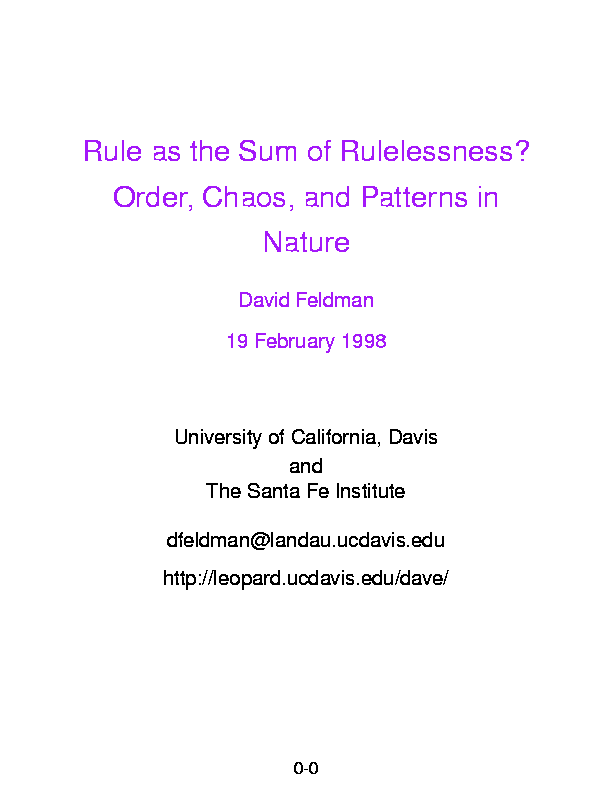 Rule as the Sum of Rulelessness?
Order, Chaos, and Patterns in
Nature
David Feldman
19 February 1998
University of California, Davis
and
The Santa Fe Institute
dfeldman@landau.ucdavis.edu
http://leopard.ucdavis.edu/dave/
0-0